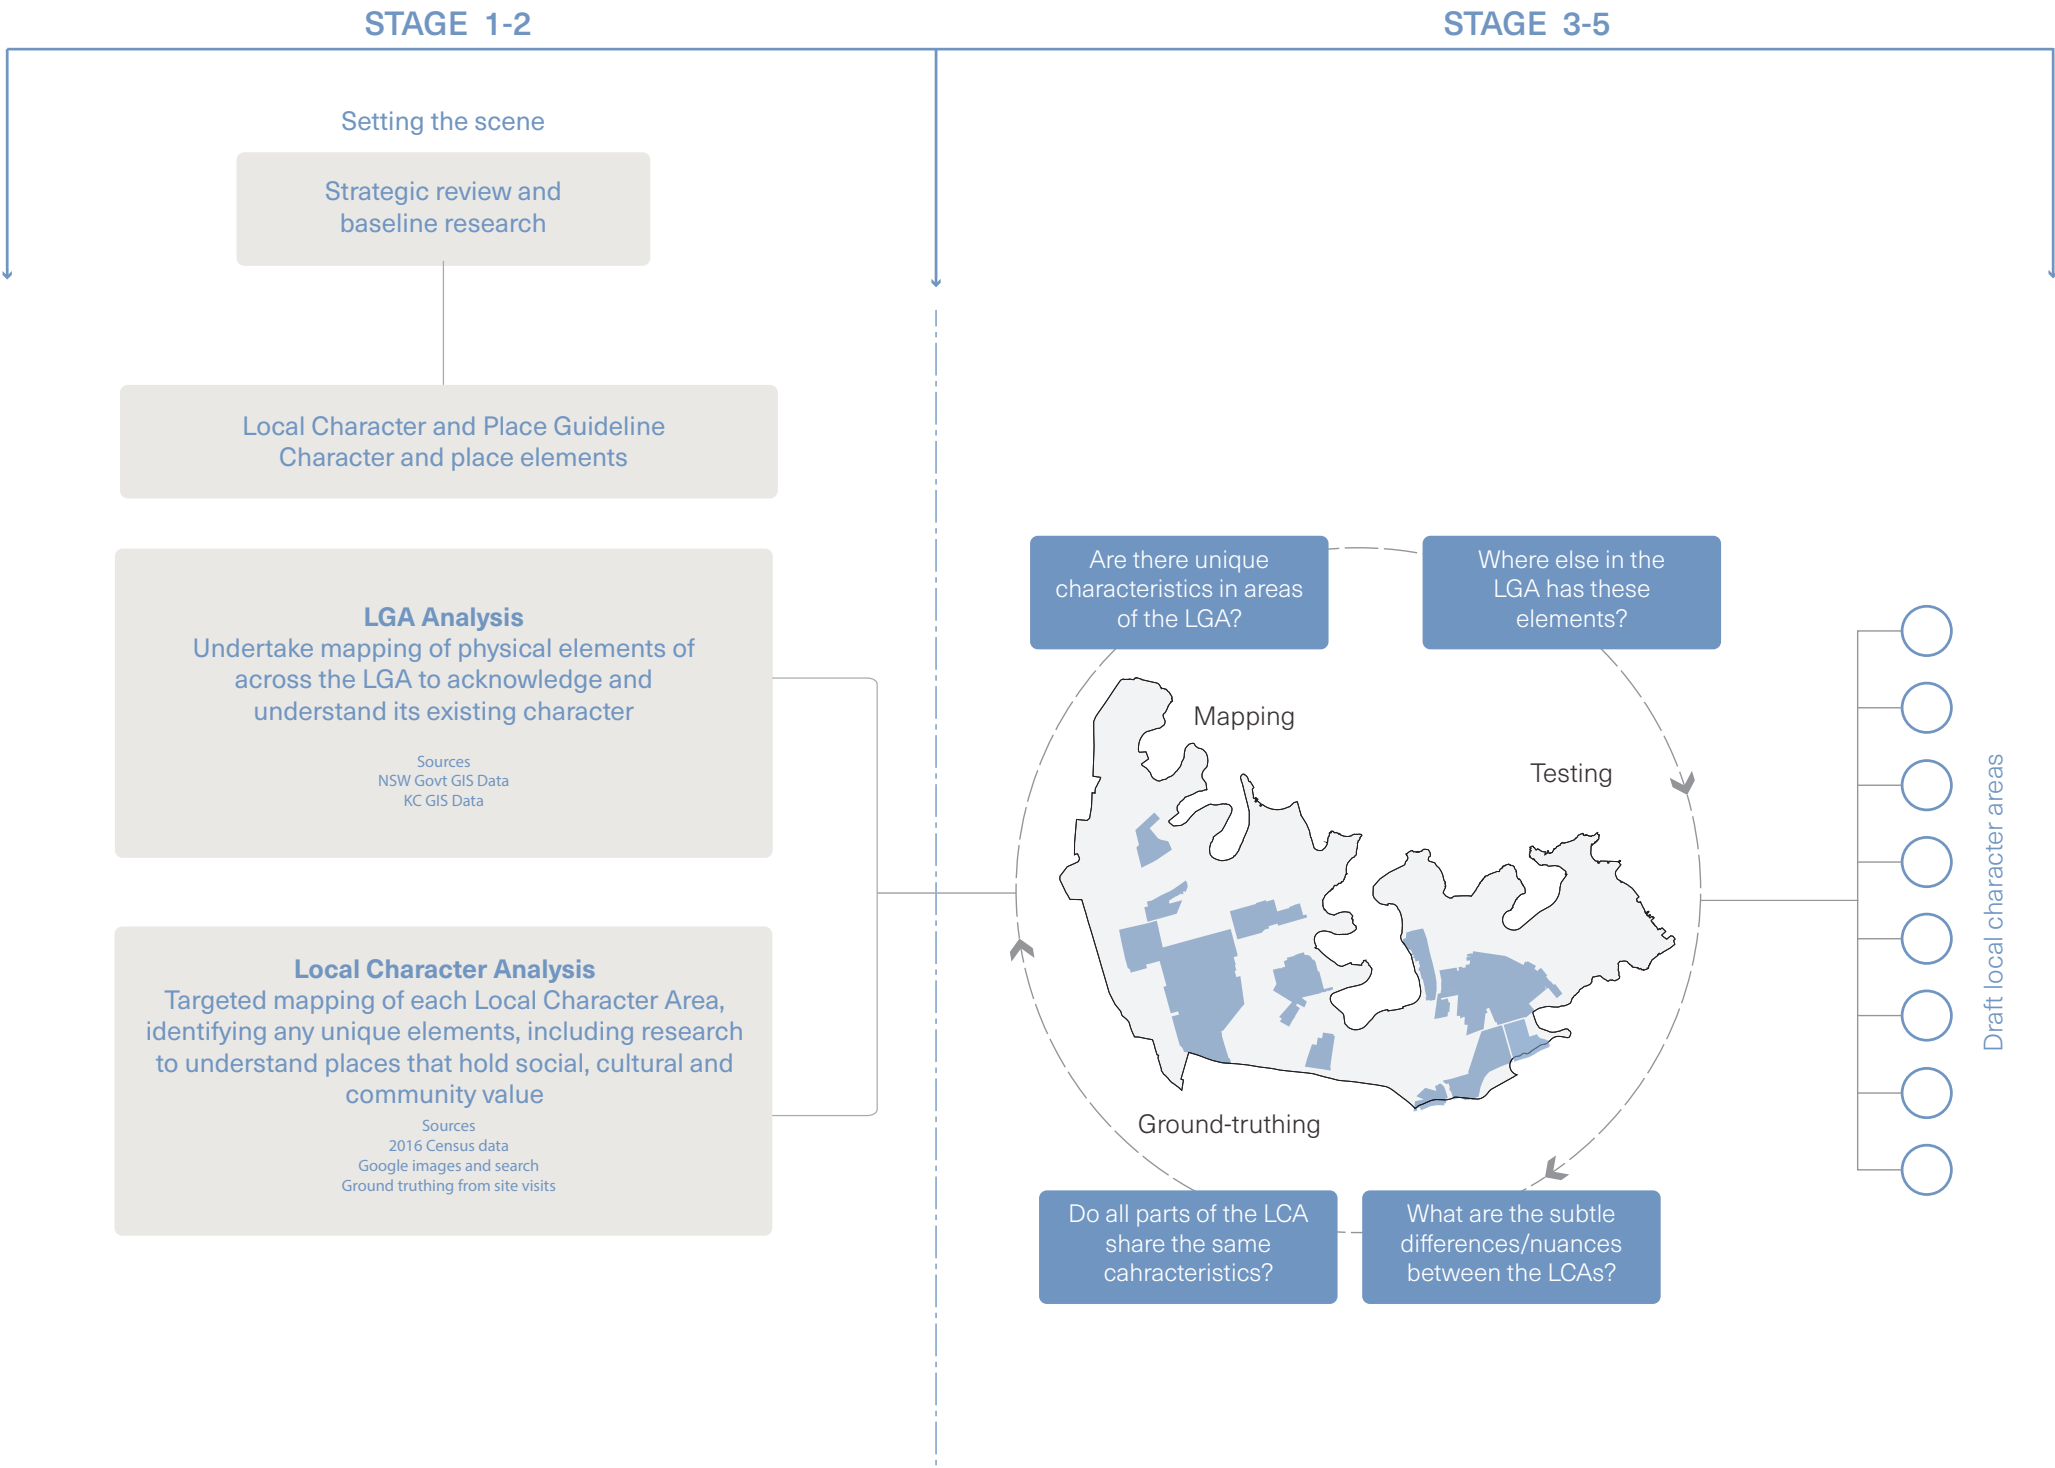 STAGE 1-2
STAGE 3-5
Setting the scene
Strategic review and
baseline research
Local Character and Place Guideline
Character and place elements
LGA Analysis
Undertake mapping of physical elements of
across the LGA to acknowledge and
understand its existing character
Sources
NSW Govt GIS Data
KC GIS Data
Local Character Analysis
Targeted mapping of each Local Character Area,
identifying any unique elements, including research
to understand places that hold social, cultural and
community value
Sources
2016 Census data
Google images and search
Ground truthing from site visits
Are there unique
characteristics in areas
of the LGA?
Where else in the
LGA has these
elements?
Mapping
Testing
Ground-truthing
Do all parts of the LCA
share the same
cahracteristics?
What are the subtle
differences/nuances
between the LCAs?
Draft local character areas